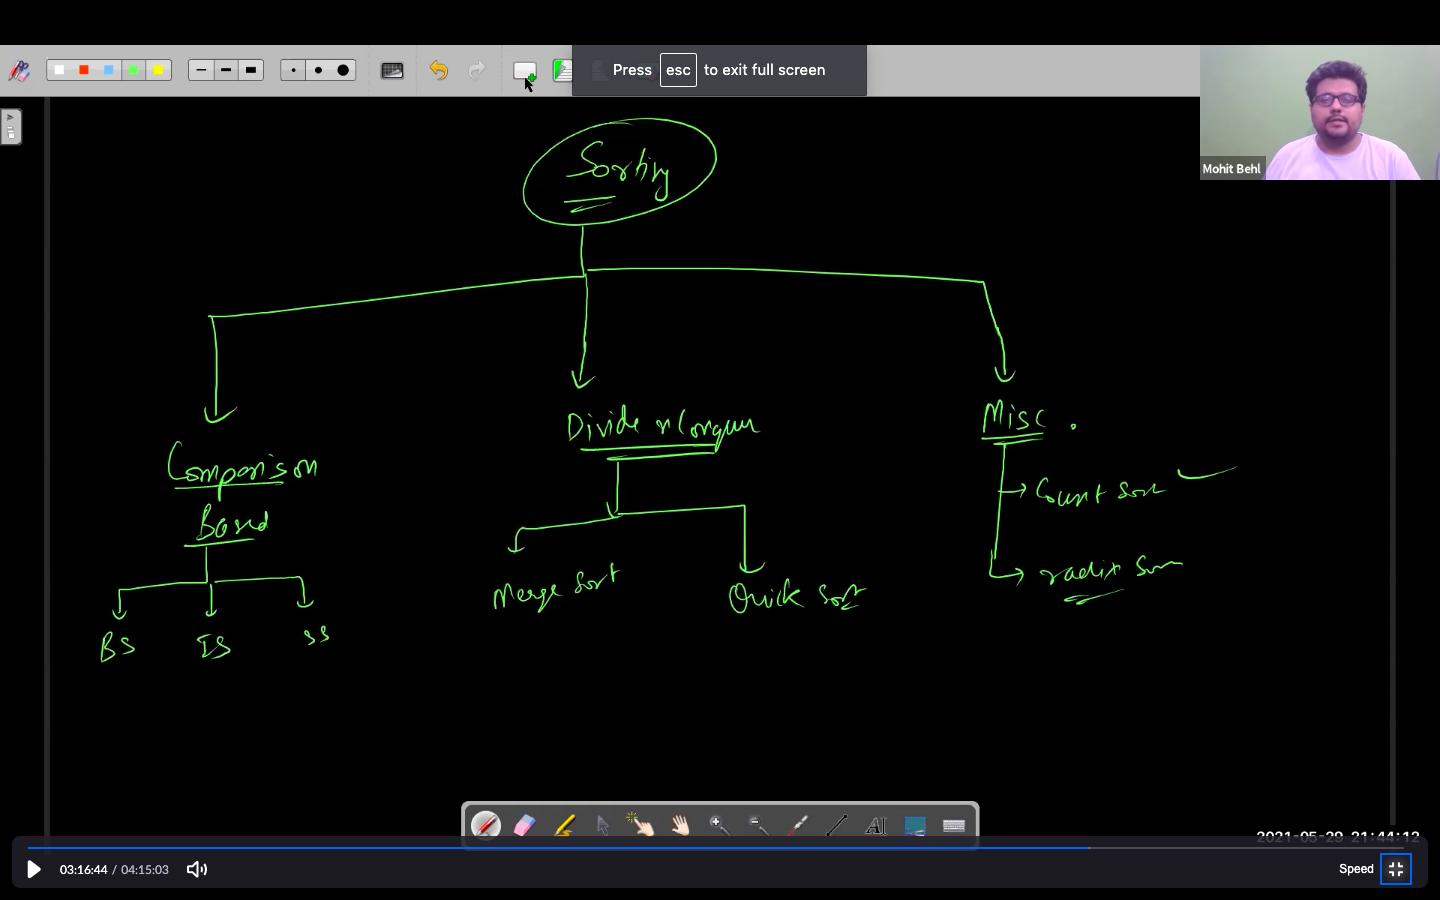 Press esc to exit full screen
Mohit Behl
Sorting
Comparison
Based
BS IS SS
Divide n Conquer
Merge Sort
Quick Sort
Misc.
Count Sort
radix Sort
2021-05-29 21:44:12
03:16:44 / 04:15:03
Speed